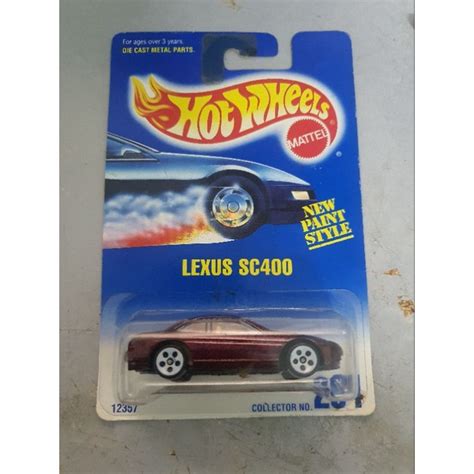 For ages over 3 years.
DIE CAST METAL PARTS.
HOT WHEELS
MATTEL
NEW
PAINT
STYLE
LEXUS SC400
12357
COLLECTOR NO.